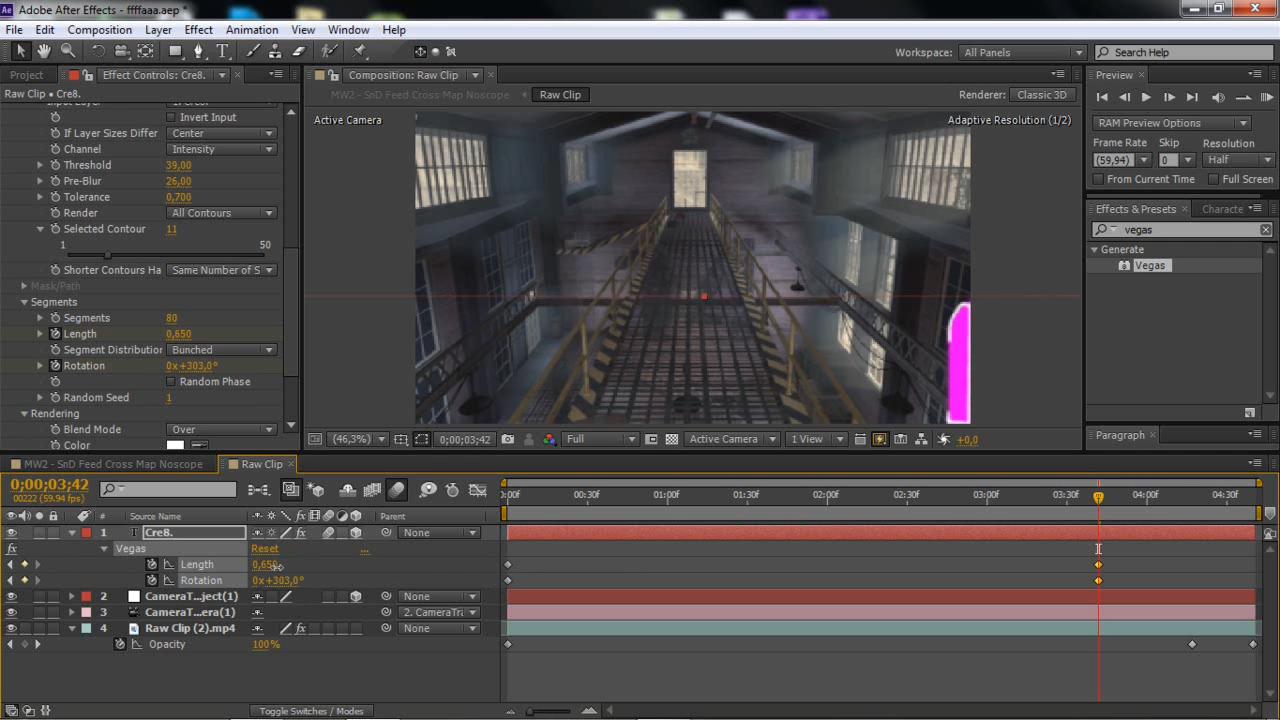 Adobe After Effects - ffffaaa.aep *
File Edit Composition Layer Effect Animation View Window Help
Workspace: All Panels Search Help
Project Effect Controls: Cre8. Composition: Raw Clip Preview
Raw Clip • Cre8.
MW2 - SnD Feed Cross Map Noscope Raw Clip Renderer: Classic 3D
Active Camera Adaptive Resolution (1/2)
Invert Input
If Layer Sizes Differ Center
Channel Intensity
Threshold 39,00
Pre-Blur 26,00
Tolerance 0,700
Render All Contours
Selected Contour 11
1 50
Shorter Contours Ha Same Number of S
Mask/Path
Segments
Segments 80
Length 0,650
Segment Distribution Bunched
Rotation 0x+303,0°
Random Phase
Random Seed 1
Rendering
Blend Mode Over
Color
RAM Preview Options
Frame Rate Skip Resolution
(59,94) 0 Half
From Current Time Full Screen
Effects & Presets Characte
vegas
Generate
Vegas
Paragraph
(46,3%) 0;00;03;42 Full Active Camera 1 View +0,0
MW2 - SnD Feed Cross Map Noscope Raw Clip
0;00;03;42
00222 (59.94 fps)
:00f 00:30f 01:00f 01:30f 02:00f 02:30f 03:00f 03:30f 04:00f 04:30f
# Source Name Parent
1 T Cre8. None
Vegas Reset ...
Length 0,650
Rotation 0x+303,0°
2 CameraT...ject(1) None
3 CameraT...era(1) 2. CameraTra
4 Raw Clip (2).mp4 None
Opacity 100%
Toggle Switches / Modes